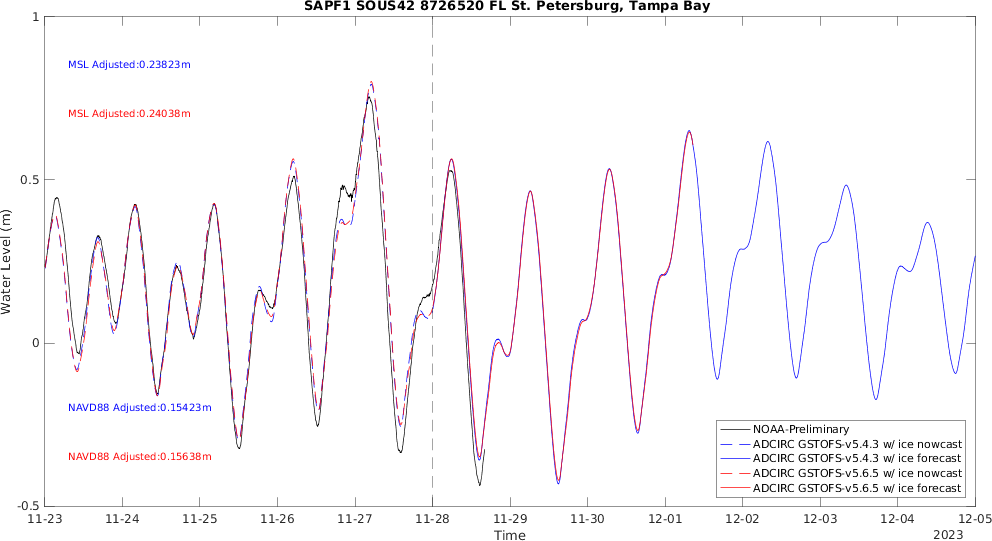 SAPF1 SOUS42 8726520 FL St. Petersburg, Tampa Bay
1
MSL Adjusted:0.23823m
MSL Adjusted:0.24038m
0.5
Water Level (m)
0
NAVD88 Adjusted:0.15423m
NAVD88 Adjusted:0.15638m
NOAA-Preliminary
ADCIRC GSTOFS-v5.4.3 w/ ice nowcast
ADCIRC GSTOFS-v5.4.3 w/ ice forecast
ADCIRC GSTOFS-v5.6.5 w/ ice nowcast
ADCIRC GSTOFS-v5.6.5 w/ ice forecast
-0.5
11-23 11-24 11-25 11-26 11-27 11-28 11-29 11-30 12-01 12-02 12-03 12-04 12-05
Time
2023